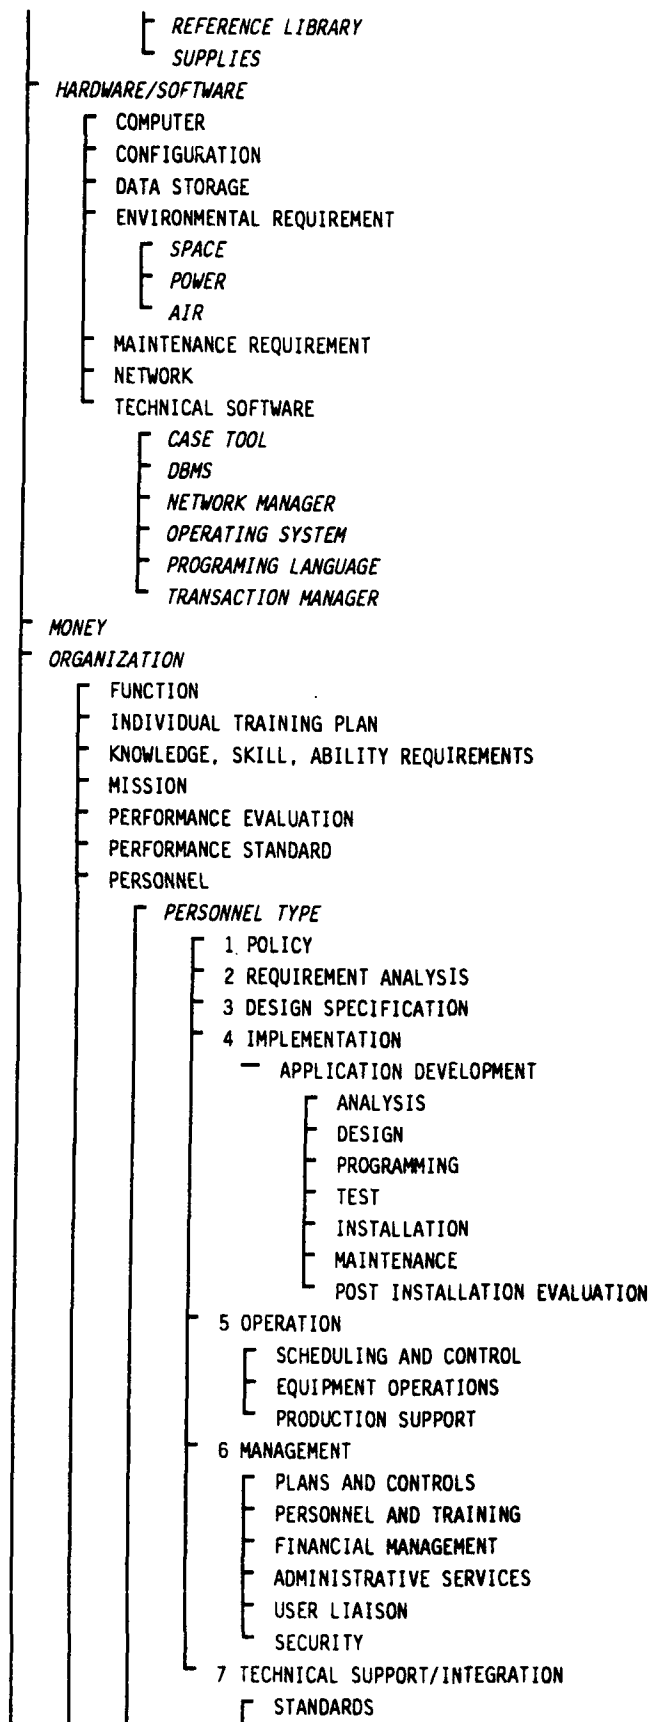 REFERENCE LIBRARY
SUPPLIES
HARDWARE/SOFTWARE
COMPUTER
CONFIGURATION
DATA STORAGE
ENVIRONMENTAL REQUIREMENT
SPACE
POWER
AIR
MAINTENANCE REQUIREMENT
NETWORK
TECHNICAL SOFTWARE
CASE TOOL
DBMS
NETWORK MANAGER
OPERATING SYSTEM
PROGRAMING LANGUAGE
TRANSACTION MANAGER
MONEY
ORGANIZATION
FUNCTION
INDIVIDUAL TRAINING PLAN
KNOWLEDGE, SKILL, ABILITY REQUIREMENTS
MISSION
PERFORMANCE EVALUATION
PERFORMANCE STANDARD
PERSONNEL
PERSONNEL TYPE
1 POLICY
2 REQUIREMENT ANALYSIS
3 DESIGN SPECIFICATION
4 IMPLEMENTATION
APPLICATION DEVELOPMENT
ANALYSIS
DESIGN
PROGRAMMING
TEST
INSTALLATION
MAINTENANCE
POST INSTALLATION EVALUATION
5 OPERATION
SCHEDULING AND CONTROL
EQUIPMENT OPERATIONS
PRODUCTION SUPPORT
6 MANAGEMENT
PLANS AND CONTROLS
PERSONNEL AND TRAINING
FINANCIAL MANAGEMENT
ADMINISTRATIVE SERVICES
USER LIAISON
SECURITY
7 TECHNICAL SUPPORT/INTEGRATION
STANDARDS